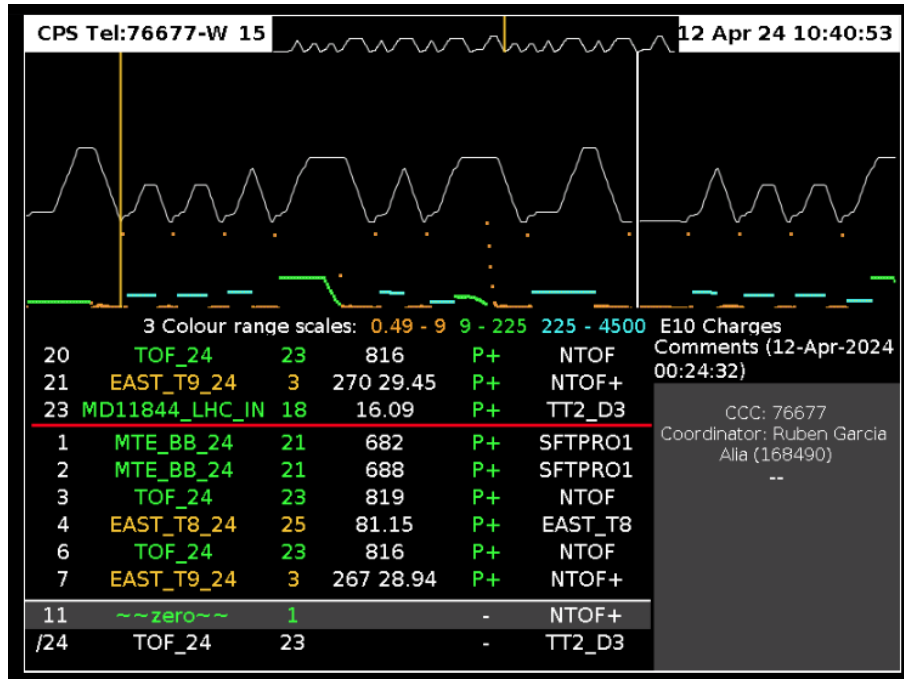 CPS Tel:76677-W 15
12 Apr 24 10:40:53
3 Colour range scales: 0.49 - 9 9 - 225 225 - 4500 E10 Charges
20 TOF_24 23 816 P+ NTOF
21 EAST_T9_24 3 270 29.45 P+ NTOF+
23 MD11844_LHC_IN 18 16.09 P+ TT2_D3
1 MTE_BB_24 21 682 P+ SFTPRO1
2 MTE_BB_24 21 688 P+ SFTPRO1
3 TOF_24 23 819 P+ NTOF
4 EAST_T8_24 25 81.15 P+ EAST_T8
6 TOF_24 23 816 P+ NTOF
7 EAST_T9_24 3 267 28.94 P+ NTOF+
11 ~~zero~~ 1 - NTOF+
/24 TOF_24 23 - TT2_D3
Comments (12-Apr-2024
00:24:32)
CCC: 76677
Coordinator: Ruben Garcia
Alia (168490)
--